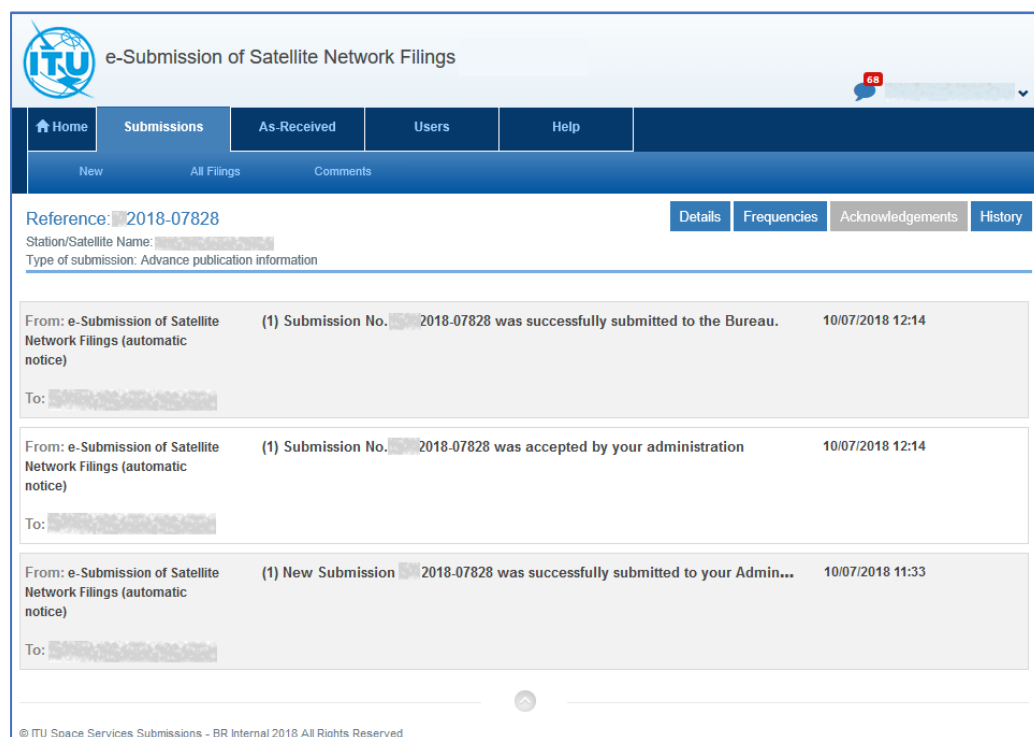 ITU
e-Submission of Satellite Network Filings
68
Home Submissions As-Received Users Help
New All Filings Comments
Reference: 2018-07828
Details Frequencies Acknowledgements History
Station/Satellite Name:
Type of submission: Advance publication information
From: e-Submission of Satellite Network Filings (automatic notice)
(1) Submission No. 2018-07828 was successfully submitted to the Bureau.
10/07/2018 12:14
To:
From: e-Submission of Satellite Network Filings (automatic notice)
(1) Submission No. 2018-07828 was accepted by your administration
10/07/2018 12:14
To:
From: e-Submission of Satellite Network Filings (automatic notice)
(1) New Submission 2018-07828 was successfully submitted to your Admin...
10/07/2018 11:33
To:
© ITU Space Services Submissions - BR Internal 2018 All Rights Reserved